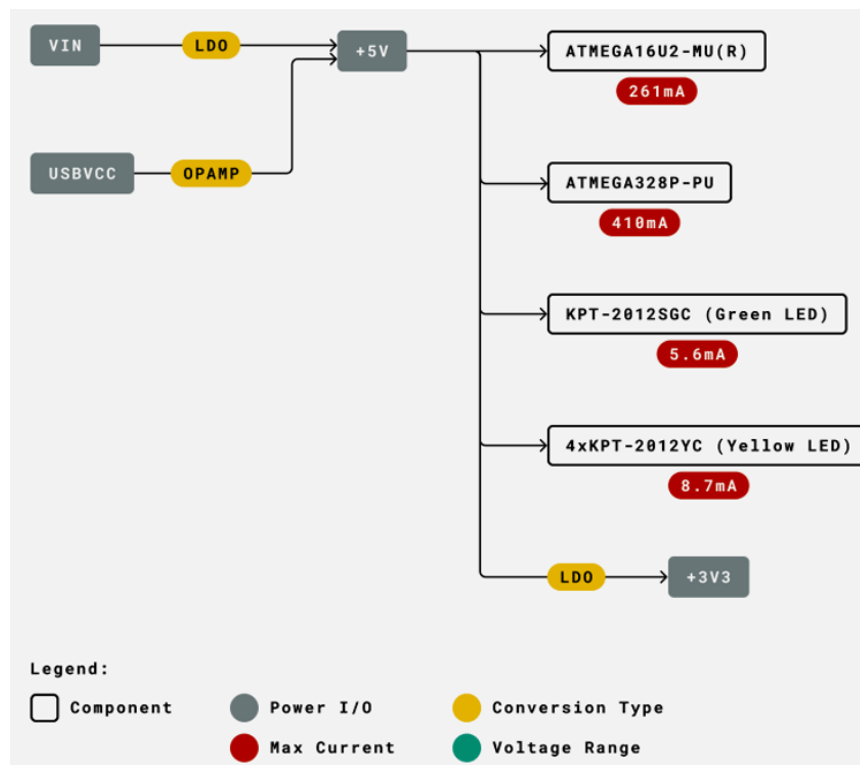 VIN
LDO
+5V
ATMEGA16U2-MU(R)
261mA
USBVCC
OPAMP
ATMEGA328P-PU
410mA
KPT-2012SGC (Green LED)
5.6mA
4xKPT-2012YC (Yellow LED)
8.7mA
LDO
+3V3
Legend:
Component
Power I/O
Conversion Type
Max Current
Voltage Range